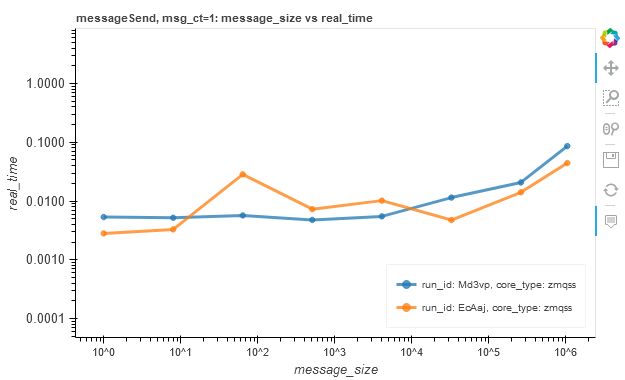 messageSend, msg_ct=1: message_size vs real_time
1.0000
0.1000
0.0100
0.0010
0.0001
real_time
run_id: Md3vp, core_type: zmqss
run_id: EcAaj, core_type: zmqss
10^0 10^1 10^2 10^3 10^4 10^5 10^6
message_size